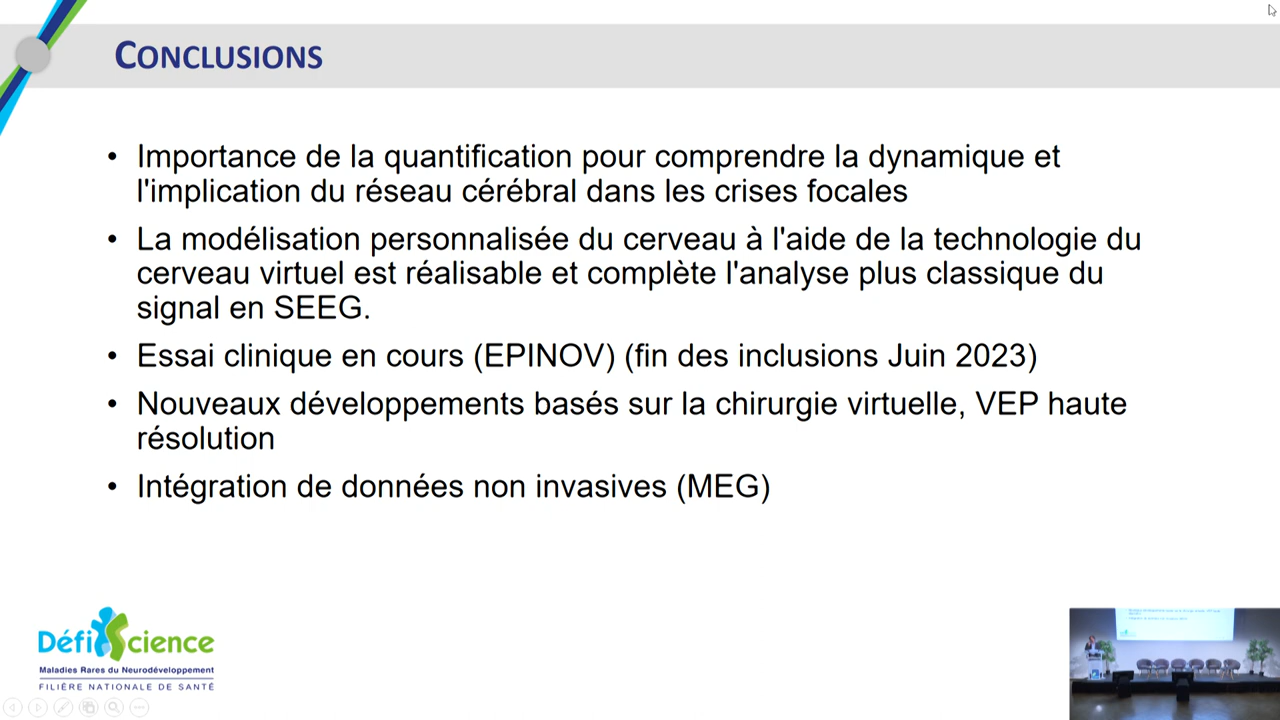 CONCLUSIONS
• Importance de la quantification pour comprendre la dynamique et
l'implication du réseau cérébral dans les crises focales
• La modélisation personnalisée du cerveau à l'aide de la technologie du
cerveau virtuel est réalisable et complète l'analyse plus classique du
signal en SEEG.
• Essai clinique en cours (EPINOV) (fin des inclusions Juin 2023)
• Nouveaux développements basés sur la chirurgie virtuelle, VEP haute
résolution
• Intégration de données non invasives (MEG)
DéfiScience
Maladies Rares du Neurodéveloppement
FILIÈRE NATIONALE DE SANTÉ